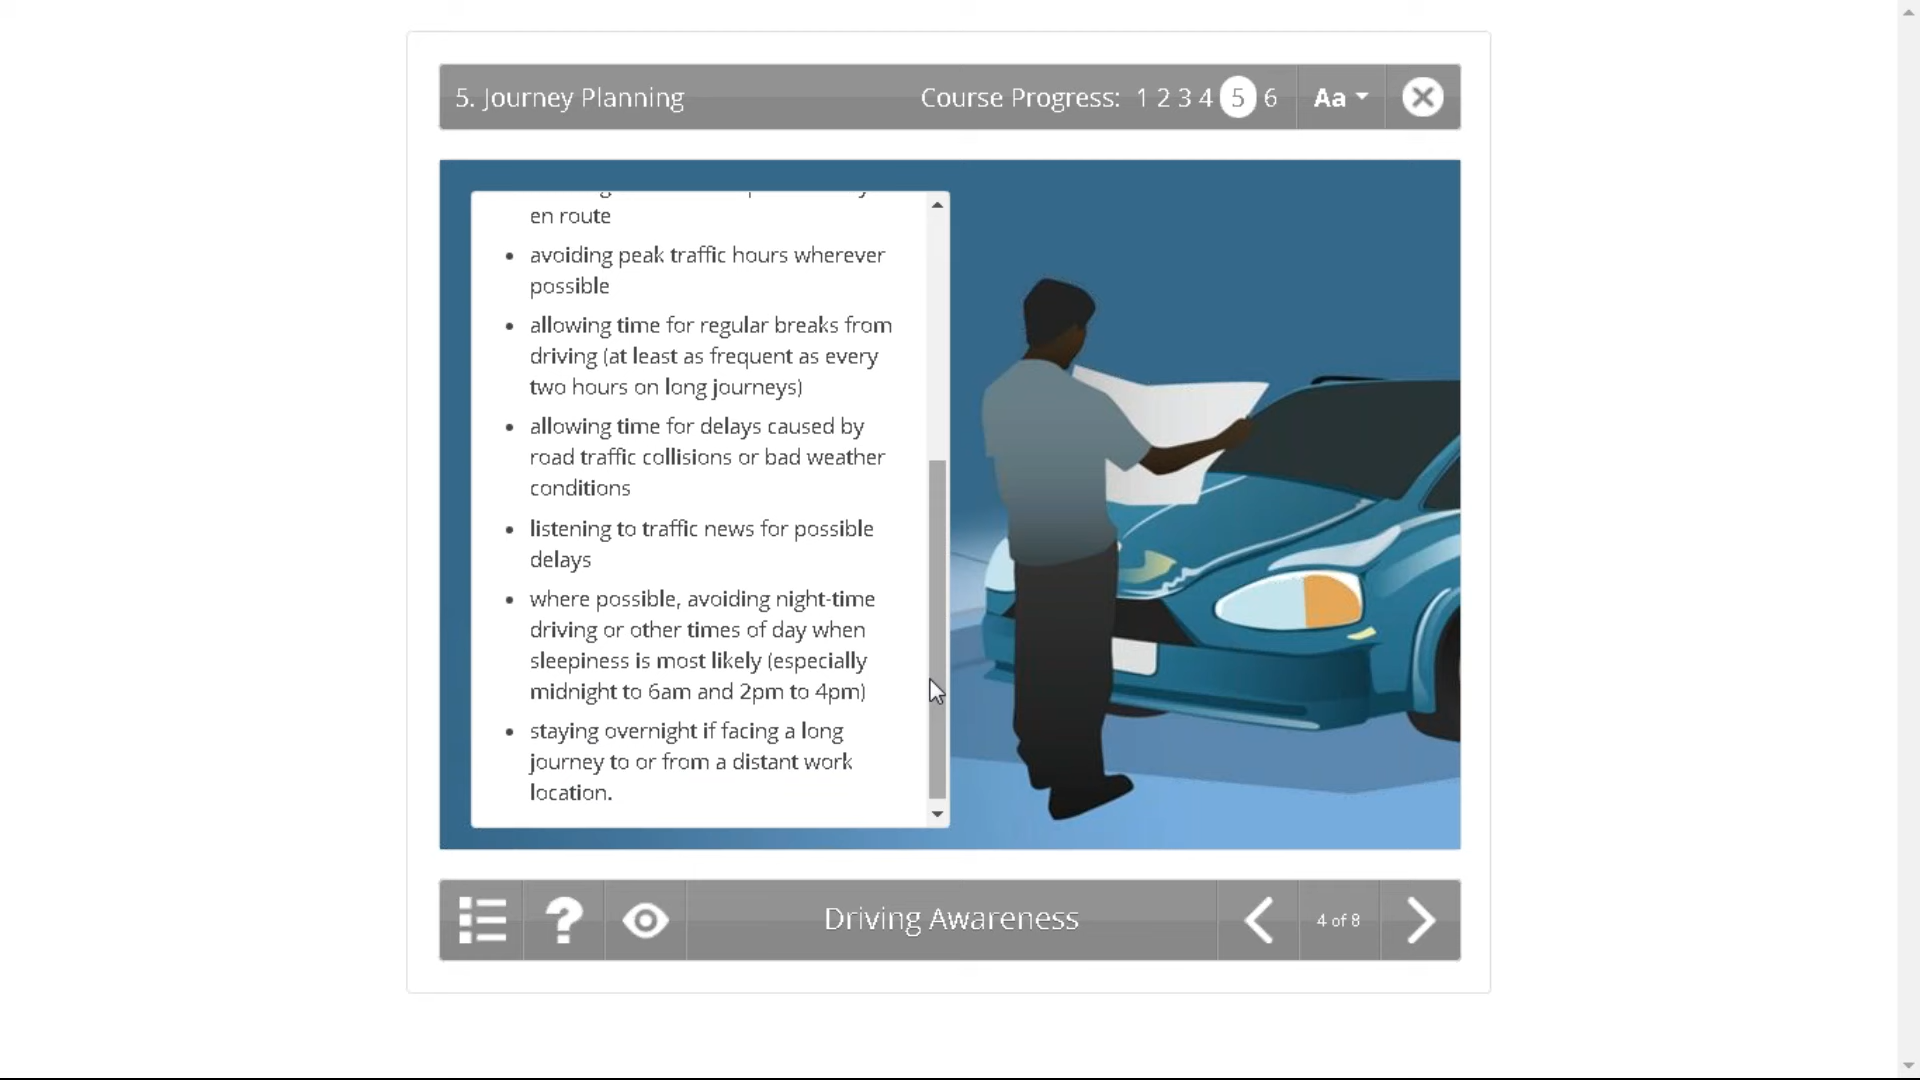 5. Journey Planning
Course Progress: 1 2 3 4 5 6
Aa
en route
• avoiding peak traffic hours wherever
possible
• allowing time for regular breaks from
driving (at least as frequent as every
two hours on long journeys)
• allowing time for delays caused by
road traffic collisions or bad weather
conditions
• listening to traffic news for possible
delays
• where possible, avoiding night-time
driving or other times of day when
sleepiness is most likely (especially
midnight to 6am and 2pm to 4pm)
• staying overnight if facing a long
journey to or from a distant work
location.
?
Driving Awareness
4 of 8